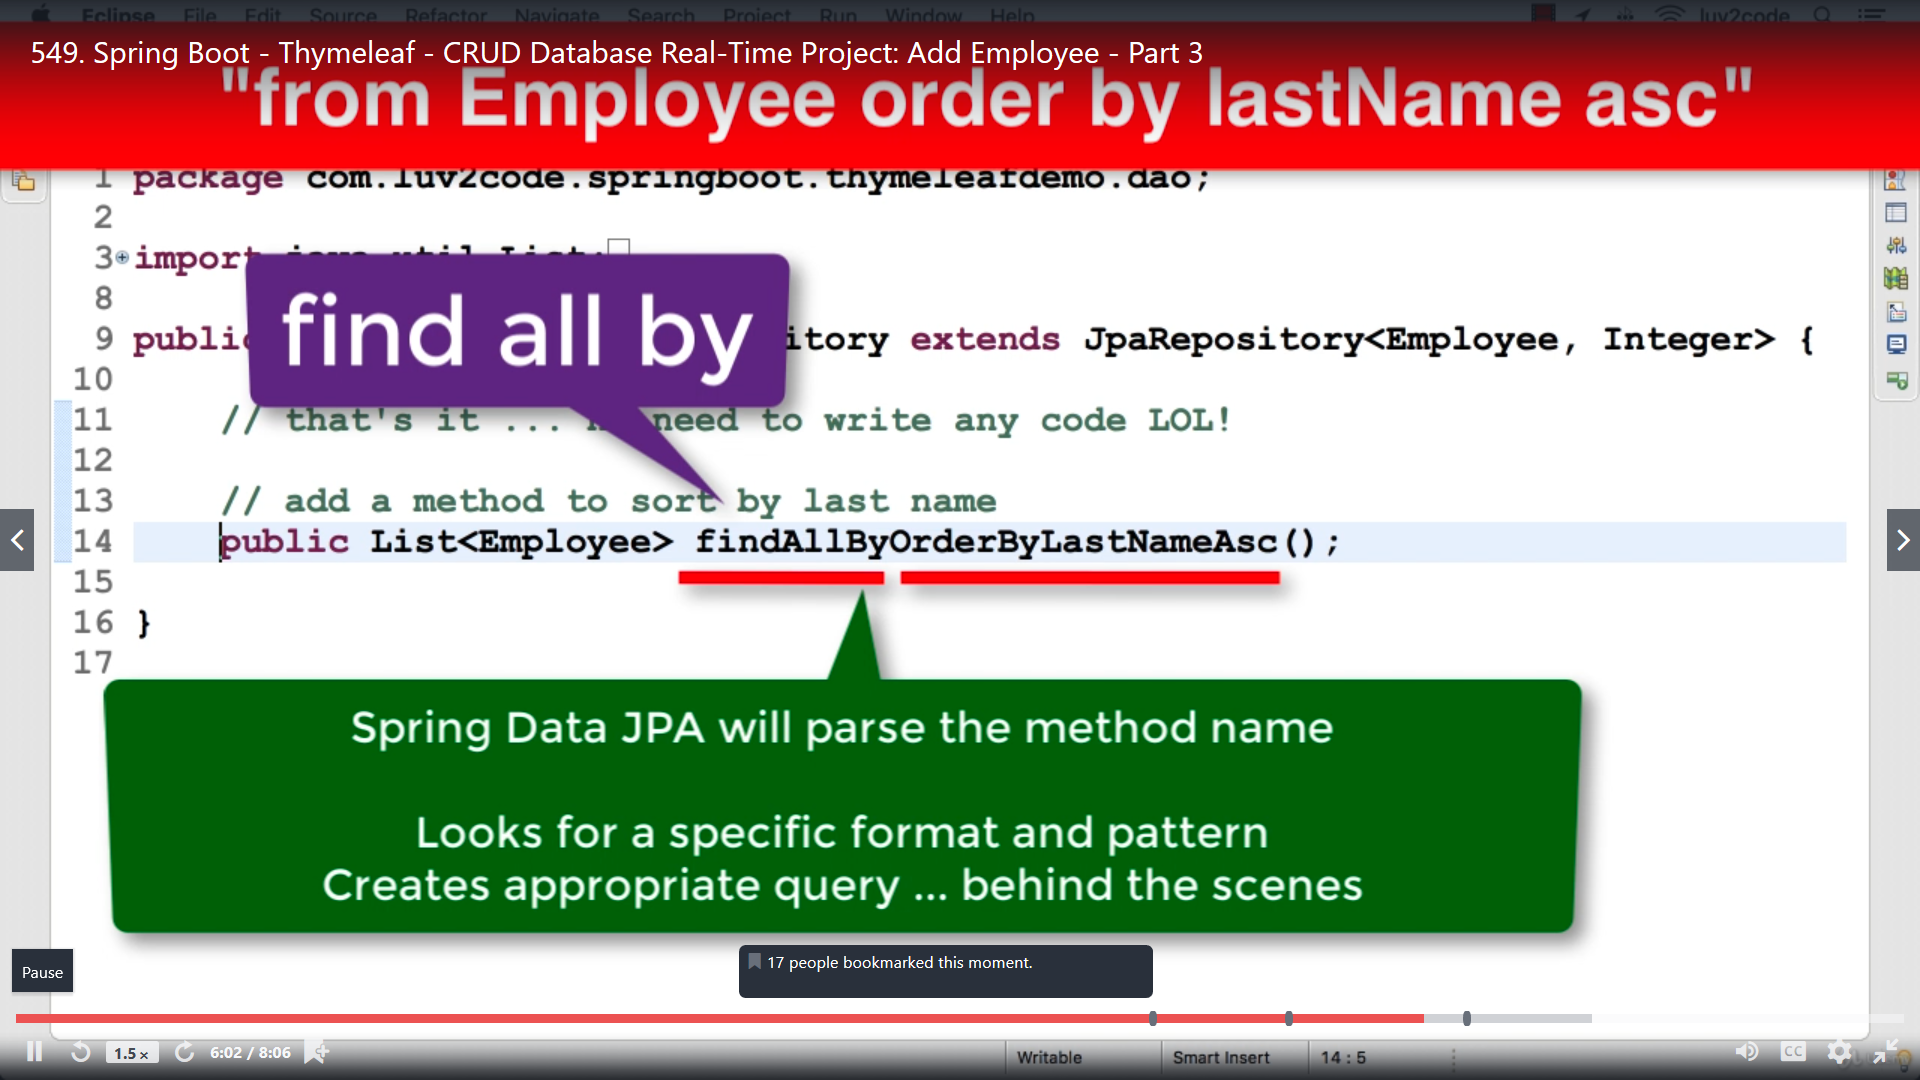 Eclipse File Edit Source Refactor Navigate Search Project Run Window Help luv2code
549. Spring Boot - Thymeleaf - CRUD Database Real-Time Project: Add Employee - Part 3
"from Employee order by lastName asc"
1 package com.luv2code.springboot.thymeleafdemo.dao;
2
3 import java.util.List;
8
find all by
9 public itory extends JpaRepository<Employee, Integer> {
10
11 // that's it ... need to write any code LOL!
12
13 // add a method to sort by last name
14 public List<Employee> findAllByOrderByLastNameAsc();
15
16 }
17
Spring Data JPA will parse the method name
Looks for a specific format and pattern
Creates appropriate query ... behind the scenes
17 people bookmarked this moment.
Pause
1.5 x 6:02 / 8:06
Writable Smart Insert 14 : 5
CC